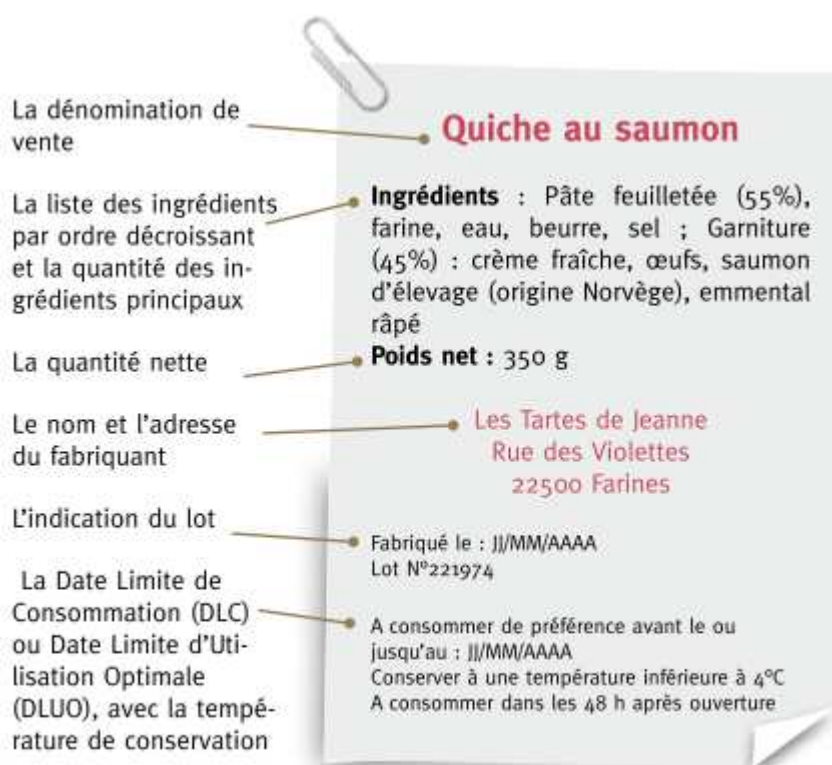 La dénomination de
vente
La liste des ingrédients
par ordre décroissant
et la quantité des in-
grédients principaux
La quantité nette
Le nom et l'adresse
du fabriquant
L'indication du lot
La Date Limite de
Consommation (DLC)
ou Date Limite d'Uti-
lisation Optimale
(DLUO), avec la tempé-
rature de conservation
Quiche au saumon
Ingrédients : Pâte feuilletée (55%),
farine, eau, beurre, sel ; Garniture
(45%) : crème fraîche, œufs, saumon
d'élevage (origine Norvège), emmental
râpé
Poids net : 350 g
Les Tartes de Jeanne
Rue des Violettes
22500 Farines
Fabriqué le : JJ/MM/AAAA
Lot N°221974
A consommer de préférence avant le ou
jusqu'au : JJ/MM/AAAA
Conserver à une température inférieure à 4°C
A consommer dans les 48 h après ouverture